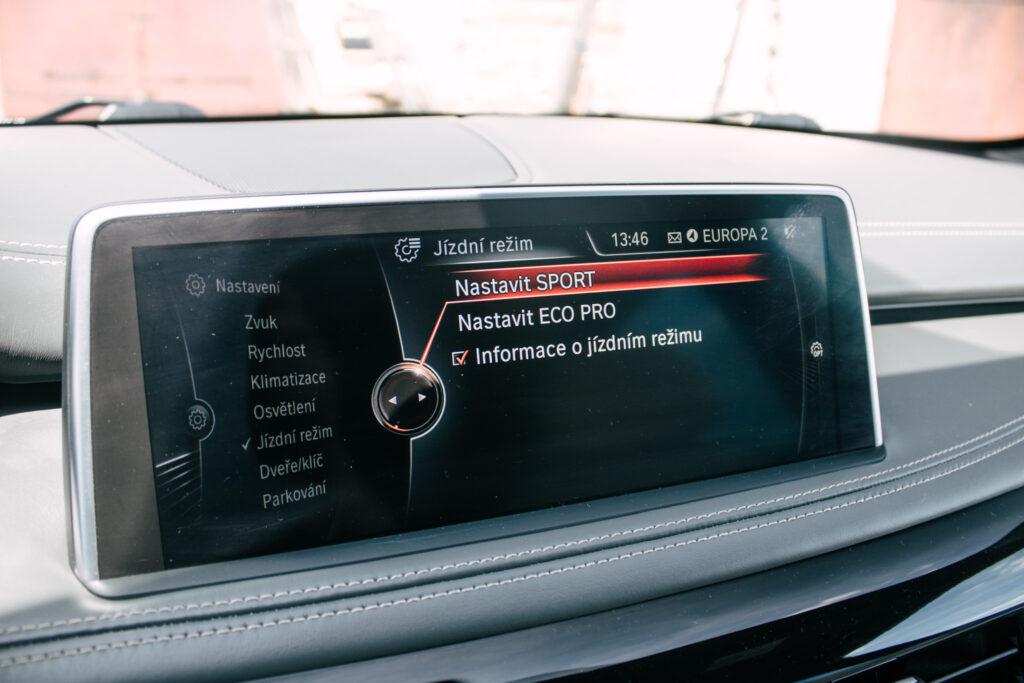 Jízdní režim
13:46
EUROPA 2
Nastavení
Zvuk
Rychlost
Klimatizace
Osvětlení
Jízdní režim
Dveře/klíč
Parkování
Nastavit SPORT
Nastavit ECO PRO
Informace o jízdním režimu